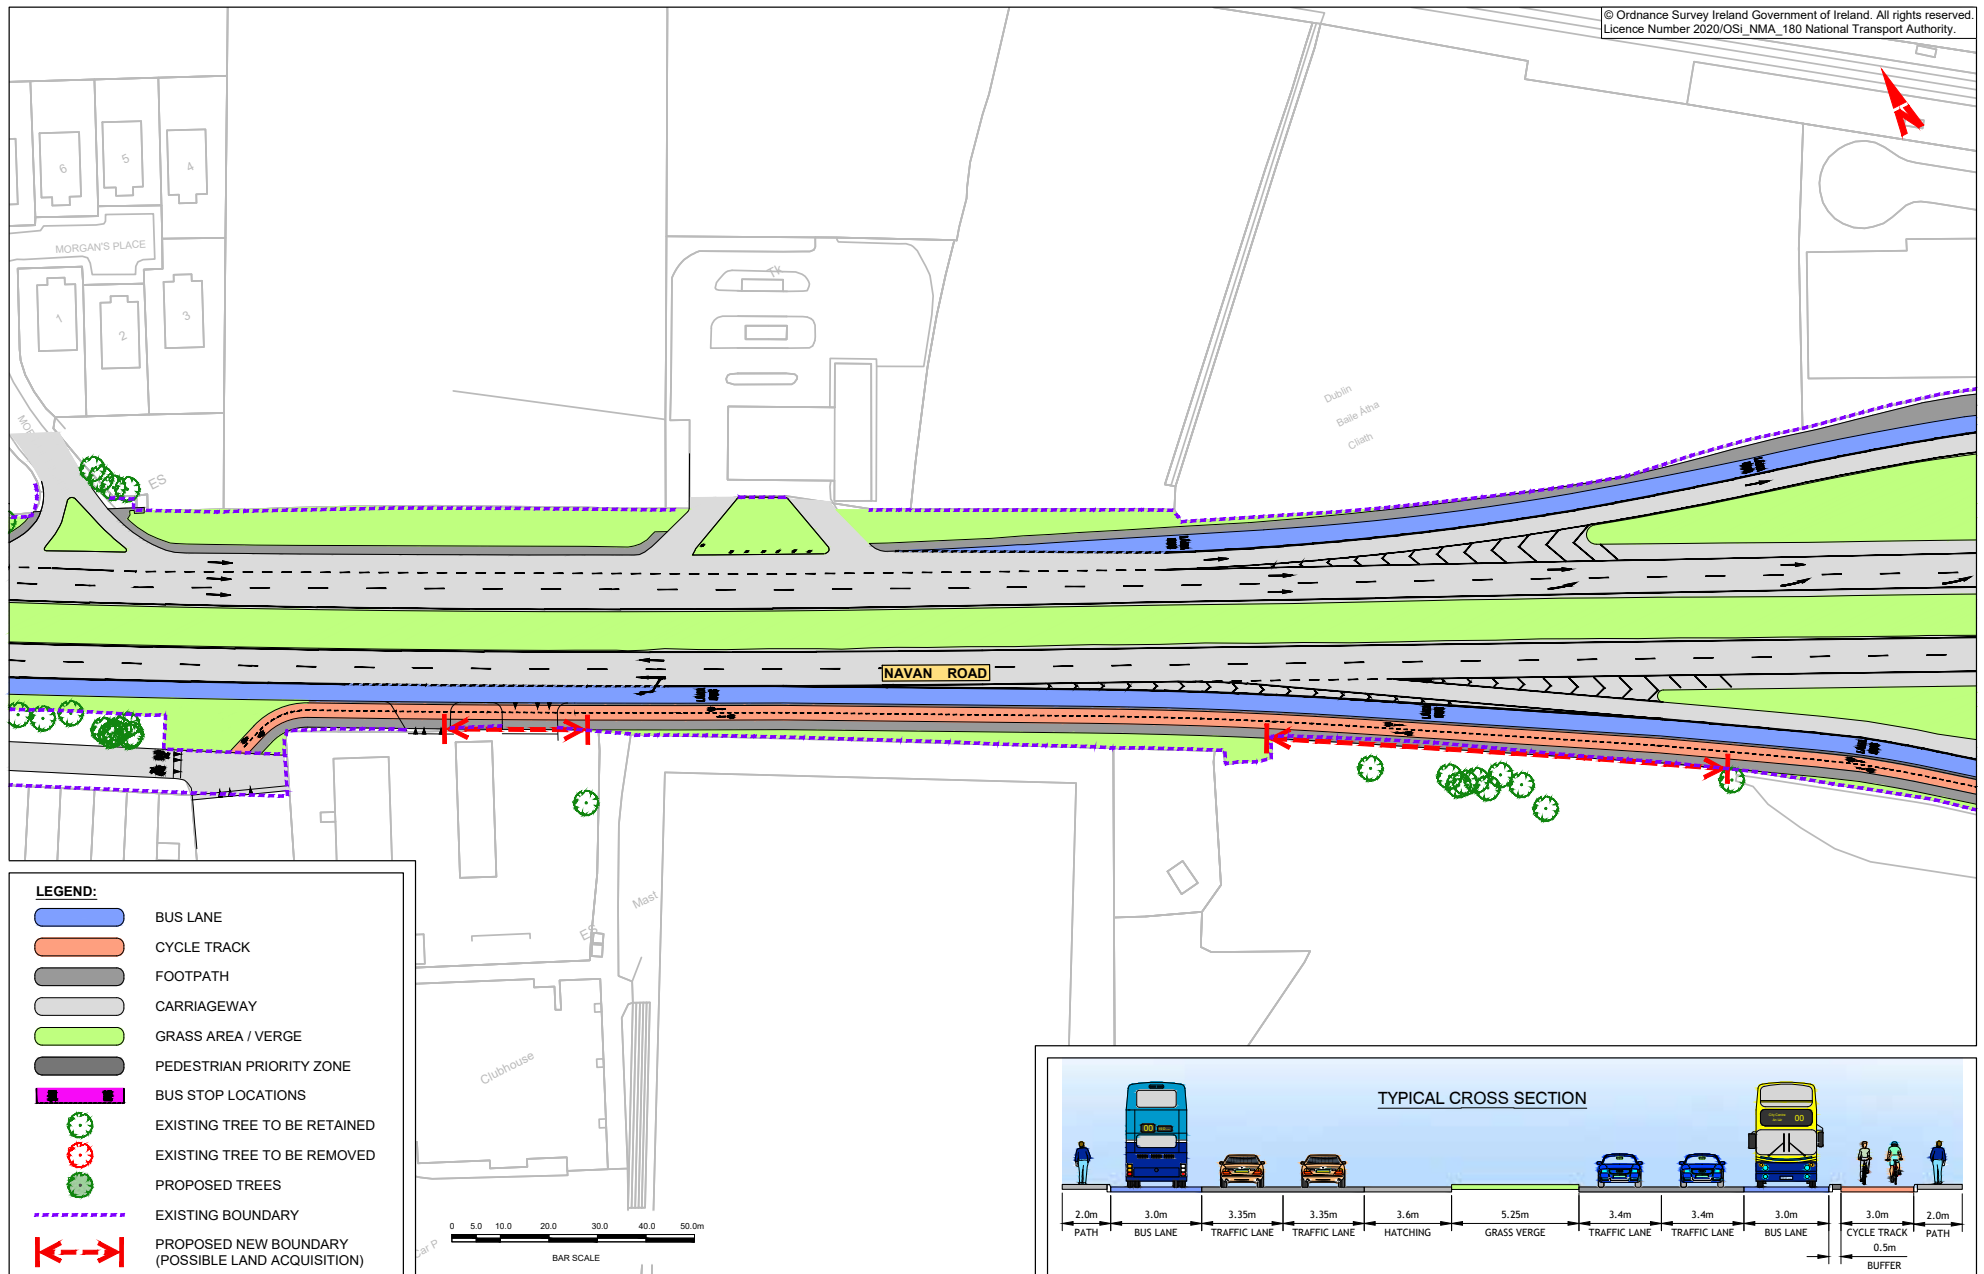 © Ordnance Survey Ireland Government of Ireland. All rights reserved.
Licence Number 2020/OSi_NMA_180 National Transport Authority.
N
6
5
4
MORGAN'S PLACE
1
2
3
ES
Tk
Dublin
Baile Átha
Cliath
NAVAN ROAD
Mast
ES
Clubhouse
Car P
LEGEND:
BUS LANE
CYCLE TRACK
FOOTPATH
CARRIAGEWAY
GRASS AREA / VERGE
PEDESTRIAN PRIORITY ZONE
BUS STOP LOCATIONS
EXISTING TREE TO BE RETAINED
EXISTING TREE TO BE REMOVED
PROPOSED TREES
EXISTING BOUNDARY
PROPOSED NEW BOUNDARY
(POSSIBLE LAND ACQUISITION)
0 5.0 10.0 20.0 30.0 40.0 50.0m
BAR SCALE
TYPICAL CROSS SECTION
00
00
2.0m 3.0m 3.35m 3.35m 3.6m 5.25m 3.4m 3.4m 3.0m 3.0m 2.0m
PATH BUS LANE TRAFFIC LANE TRAFFIC LANE HATCHING GRASS VERGE TRAFFIC LANE TRAFFIC LANE BUS LANE CYCLE TRACK PATH
0.5m
BUFFER